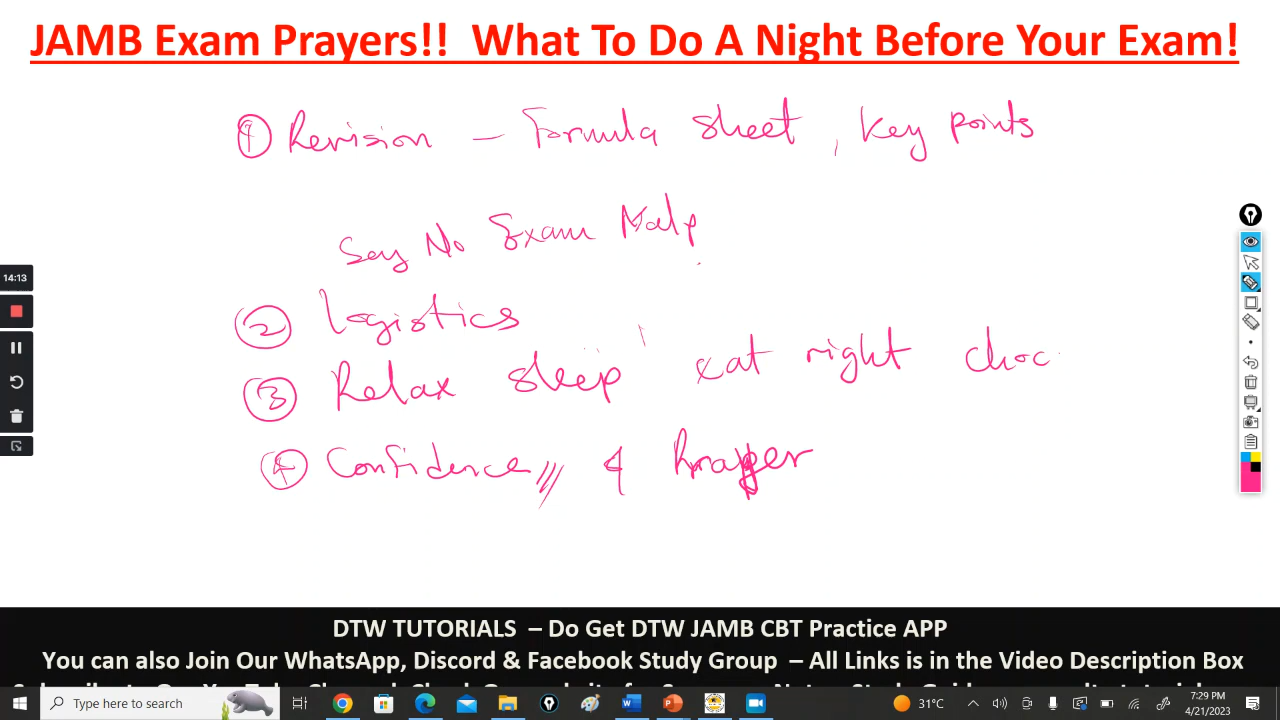 JAMB Exam Prayers!! What To Do A Night Before Your Exam!
① Revision – Formula sheet, Key points
Say No Exam Malp
② Logistics
③ Relax sleep eat right choc
④ Confidence & Prayer
14:13
DTW TUTORIALS – Do Get DTW JAMB CBT Practice APP
You can also Join Our WhatsApp, Discord & Facebook Study Group – All Links is in the Video Description Box
Type here to search
31°C
7:29 PM
4/21/2023